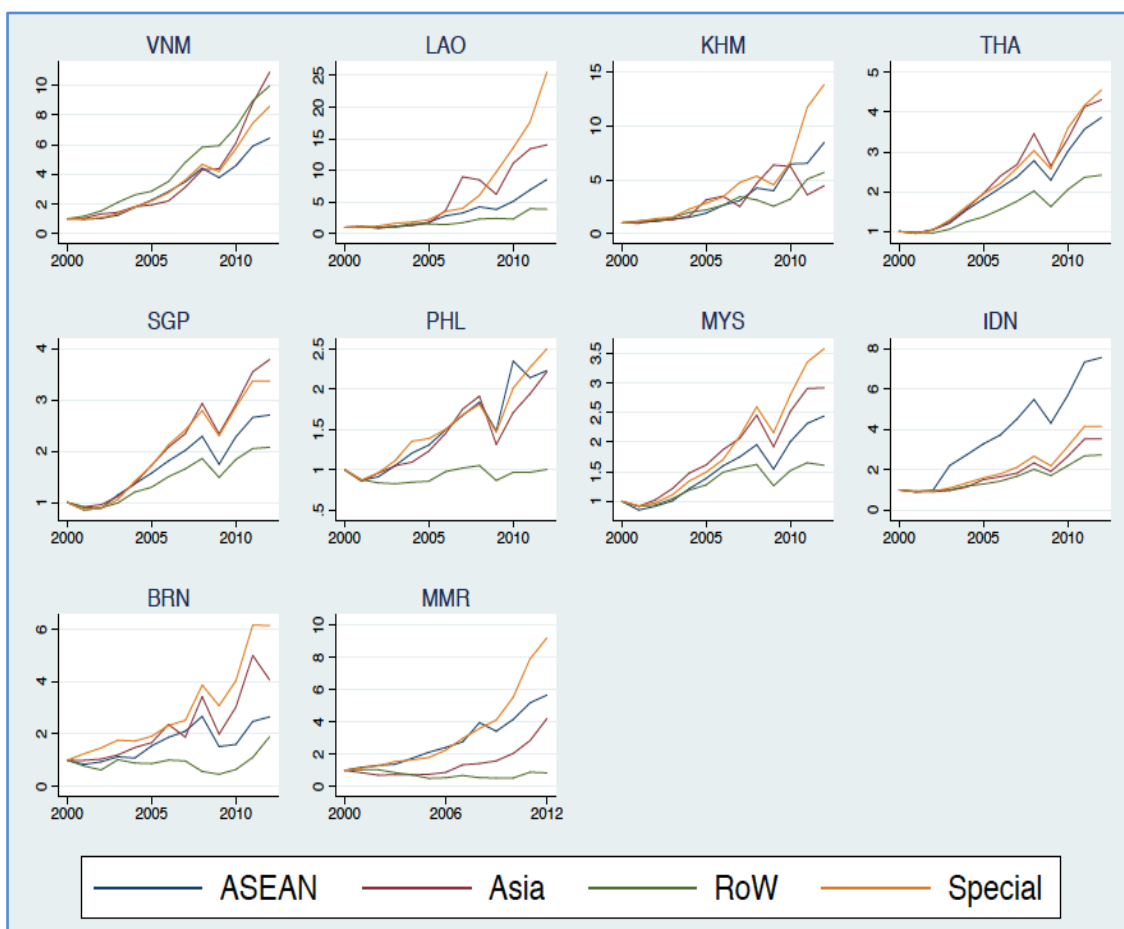 VNM LAO KHM THA
0 2 4 6 8 10
2000 2005 2010
0 5 10 15 20 25
2000 2005 2010
0 5 10 15
2000 2005 2010
1 2 3 4 5
2000 2005 2010
SGP PHL MYS IDN
1 2 3 4
2000 2005 2010
.5 1 1.5 2 2.5
2000 2005 2010
1 1.5 2 2.5 3 3.5
2000 2005 2010
0 2 4 6 8
2000 2005 2010
BRN MMR
0 2 4 6
2000 2005 2010
0 2 4 6 8 10
2000 2006 2012
ASEAN Asia RoW Special